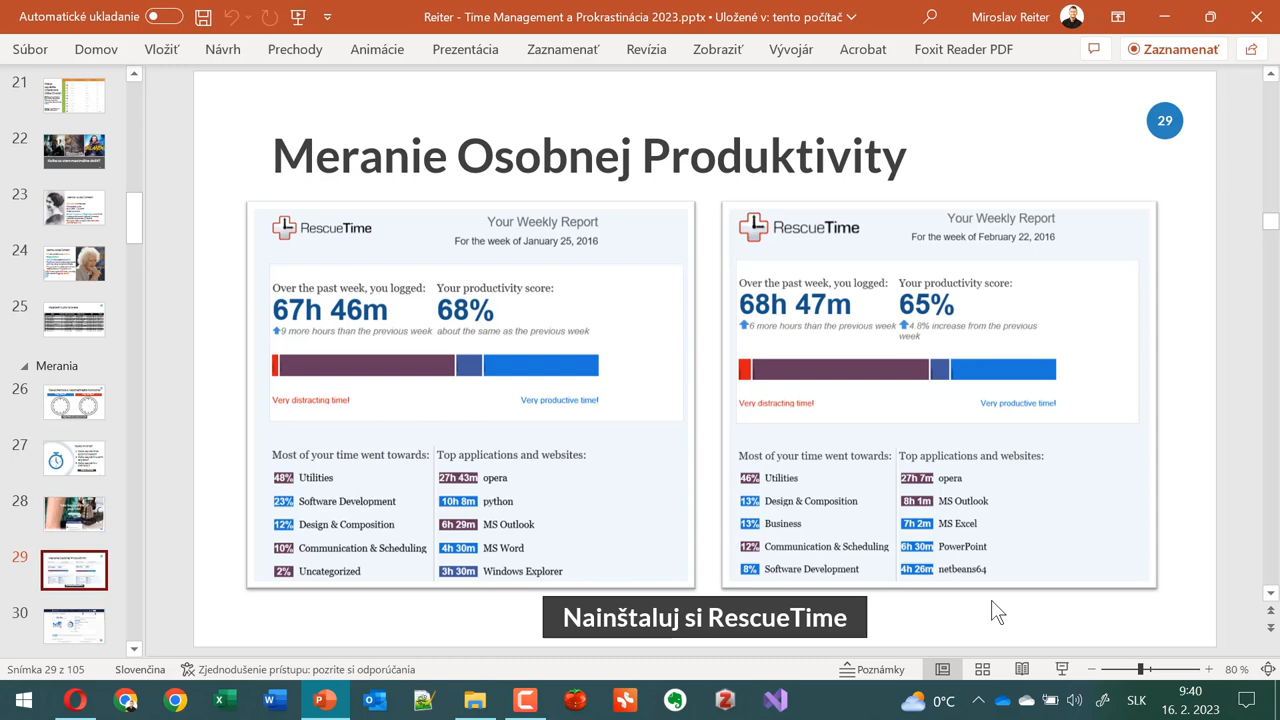 Automatické ukladanie
Reiter - Time Management a Prokrastinácia 2023.pptx • Uložené v: tento počítač
Miroslav Reiter
Súbor Domov Vložiť Návrh Prechody Animácie Prezentácia Zaznamenať Revízia Zobraziť Vývojár Acrobat Foxit Reader PDF Zaznamenať
21
22
23
24
25
Merania
26
27
28
29
30
29
Meranie Osobnej Produktivity
RescueTime
Your Weekly Report
For the week of January 25, 2016
Over the past week, you logged: Your productivity score:
67h 46m 68%
9 more hours than the previous week about the same as the previous week
Very distracting time! Very productive time!
Most of your time went towards: Top applications and websites:
48% Utilities 27h 43m opera
23% Software Development 10h 8m python
12% Design & Composition 6h 29m MS Outlook
10% Communication & Scheduling 4h 30m MS Word
2% Uncategorized 3h 30m Windows Explorer
RescueTime
Your Weekly Report
For the week of February 22, 2016
Over the past week, you logged: Your productivity score:
68h 47m 65%
6 more hours than the previous week 4.8% increase from the previous
week
Very distracting time! Very productive time!
Most of your time went towards: Top applications and websites:
46% Utilities 27h 7m opera
13% Design & Composition 8h 1m MS Outlook
13% Business 7h 2m MS Excel
12% Communication & Scheduling 6h 30m PowerPoint
8% Software Development 4h 26m netbeans64
Nainštaluj si RescueTime
Snímka 29 z 105 Slovenčina Zjednodušenie prístupu: pozrite si odporúčania Poznámky 80 %
0°C SLK 9:40
16. 2. 2023